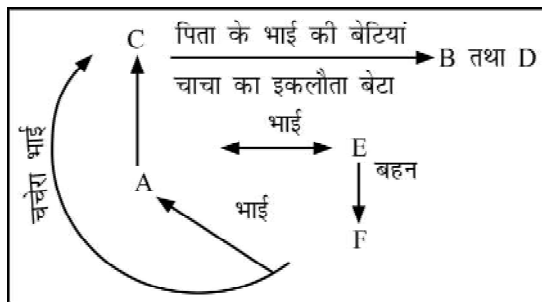 C पिता के भाई की बेटियां B तथा D
चाचा का इकलौता बेटा
भाई
E
बहन
चचेरा भाई
A
भाई
F